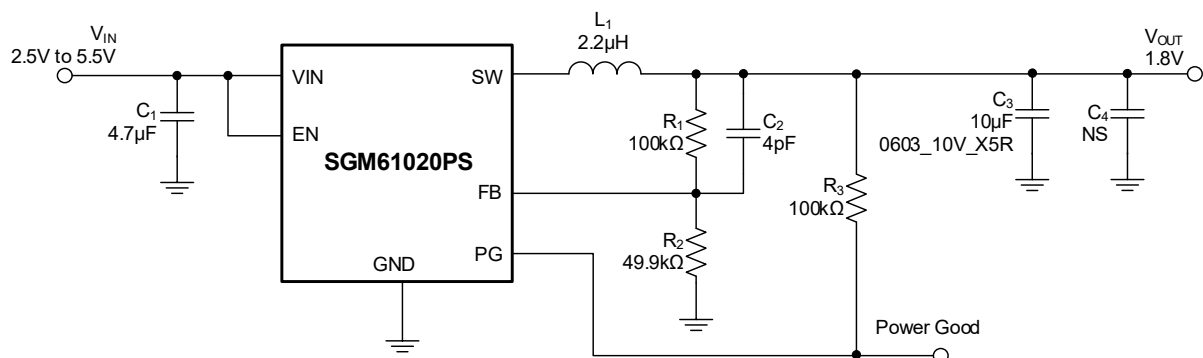 V_IN
2.5V to 5.5V
C_1
4.7μF
VIN
EN
SGM61020PS
GND
SW
FB
PG
L_1
2.2μH
R_1
100kΩ
C_2
4pF
R_2
49.9kΩ
R_3
100kΩ
C_3
10μF
0603_10V_X5R
C_4
NS
V_OUT
1.8V
Power Good